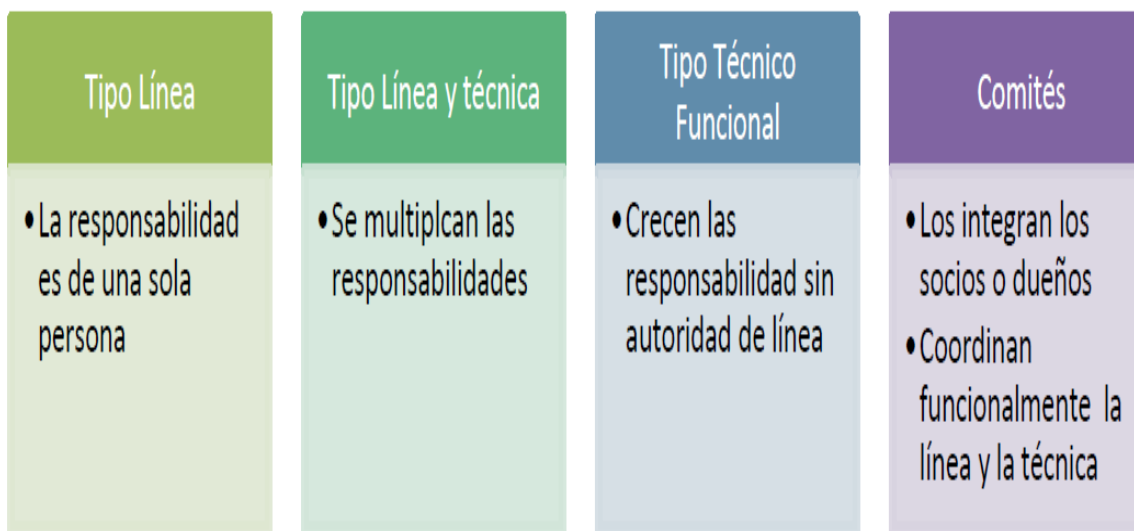 Tipo Línea
• La responsabilidad
es de una sola
persona
Tipo Línea y técnica
• Se multiplcan las
responsabilidades
Tipo Técnico
Funcional
• Crecen las
responsabilidad sin
autoridad de línea
Comités
• Los integran los
socios o dueños
• Coordinan
funcionalmente la
línea y la técnica